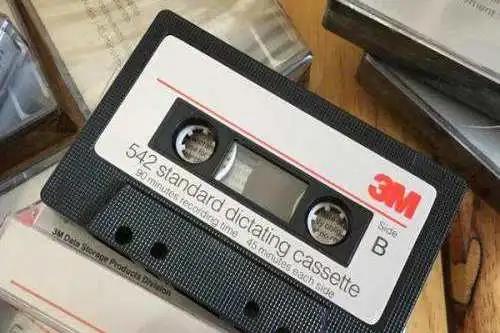 3M
Side
B
542 standard dictating cassette
90 minutes recording time 45 minutes each side
3M Data Storage Products Division